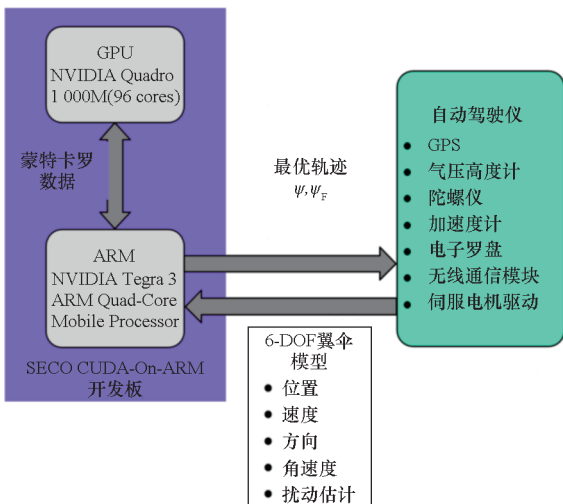 GPU
NVIDIA Quadro
1 000M(96 cores)
蒙特卡罗
数据
ARM
NVIDIA Tegra 3
ARM Quad-Core
Mobile Processor
SECO CUDA-On-ARM
开发板
最优轨迹
ψ,ψF
6-DOF翼伞
模型
● 位置
● 速度
● 方向
● 角速度
● 扰动估计
自动驾驶仪
● GPS
● 气压高度计
● 陀螺仪
● 加速度计
● 电子罗盘
● 无线通信模块
● 伺服电机驱动